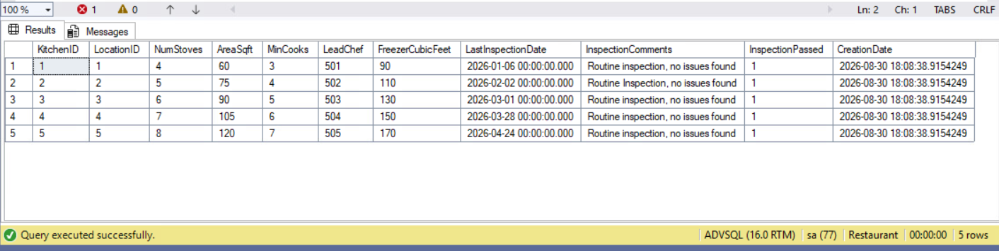 100 % 1 0 Ln: 2 Ch: 1 TABS CRLF
Results Messages
KitchenID LocationID NumStoves AreaSqft MinCooks LeadChef FreezerCubicFeet LastInspectionDate InspectionComments InspectionPassed CreationDate
1 1 1 4 60 3 501 90 2026-01-06 00:00:00.000 Routine inspection, no issues found 1 2026-08-30 18:08:38.9154249
2 2 2 5 75 4 502 110 2026-02-02 00:00:00.000 Routine Inspection, no issues found 1 2026-08-30 18:08:38.9154249
3 3 3 6 90 5 503 130 2026-03-01 00:00:00.000 Routine inspection, no issues found 1 2026-08-30 18:08:38.9154249
4 4 4 7 105 6 504 150 2026-03-28 00:00:00.000 Routine inspection, no issues found 1 2026-08-30 18:08:38.9154249
5 5 5 8 120 7 505 170 2026-04-24 00:00:00.000 Routine inspection, no issues found 1 2026-08-30 18:08:38.9154249
Query executed successfully. ADVSQL (16.0 RTM) sa (77) Restaurant 00:00:00 5 rows